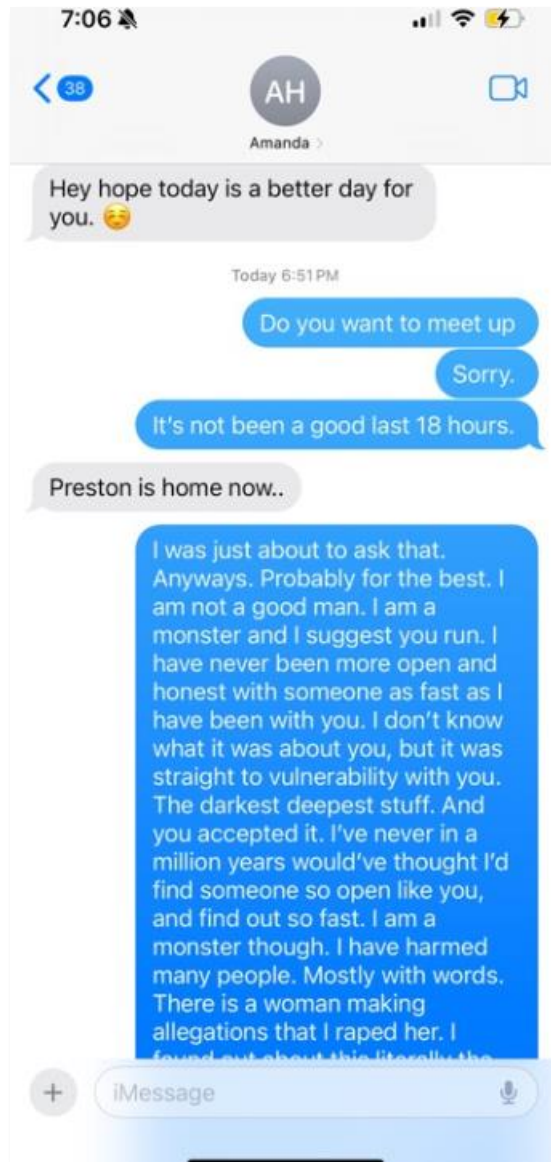 7:06
38
AH
Amanda
Hey hope today is a better day for
you. ☺️
Today 6:51 PM
Do you want to meet up
Sorry.
It's not been a good last 18 hours.
Preston is home now..
I was just about to ask that.
Anyways. Probably for the best. I
am not a good man. I am a
monster and I suggest you run. I
have never been more open and
honest with someone as fast as I
have been with you. I don't know
what it was about you, but it was
straight to vulnerability with you.
The darkest deepest stuff. And
you accepted it. I've never in a
million years would've thought I'd
find someone so open like you,
and find out so fast. I am a
monster though. I have harmed
many people. Mostly with words.
There is a woman making
allegations that I raped her. I
found out about this literally the
iMessage